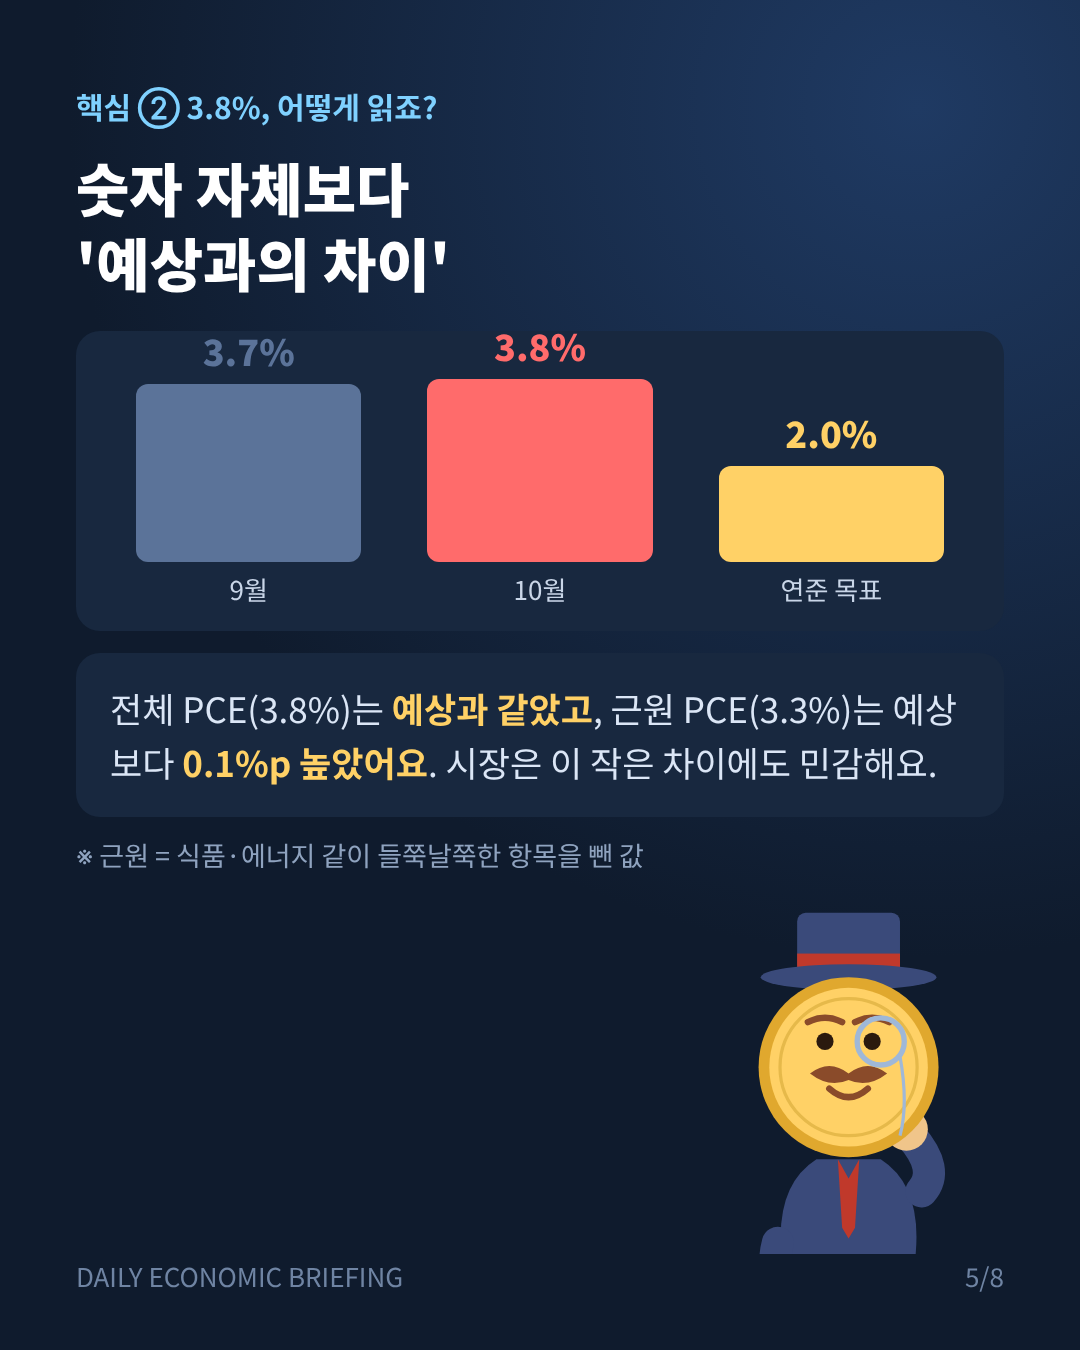 핵심 ② 3.8%, 어떻게 읽죠?
숫자 자체보다
'예상과의 차이'
3.7%
3.8%
2.0%
9월
10월
연준 목표
전체 PCE(3.8%)는 예상과 같았고, 근원 PCE(3.3%)는 예상
보다 0.1%p 높았어요. 시장은 이 작은 차이에도 민감해요.
※ 근원 = 식품·에너지 같이 들쭉날쭉한 항목을 뺀 값
DAILY ECONOMIC BRIEFING
5/8